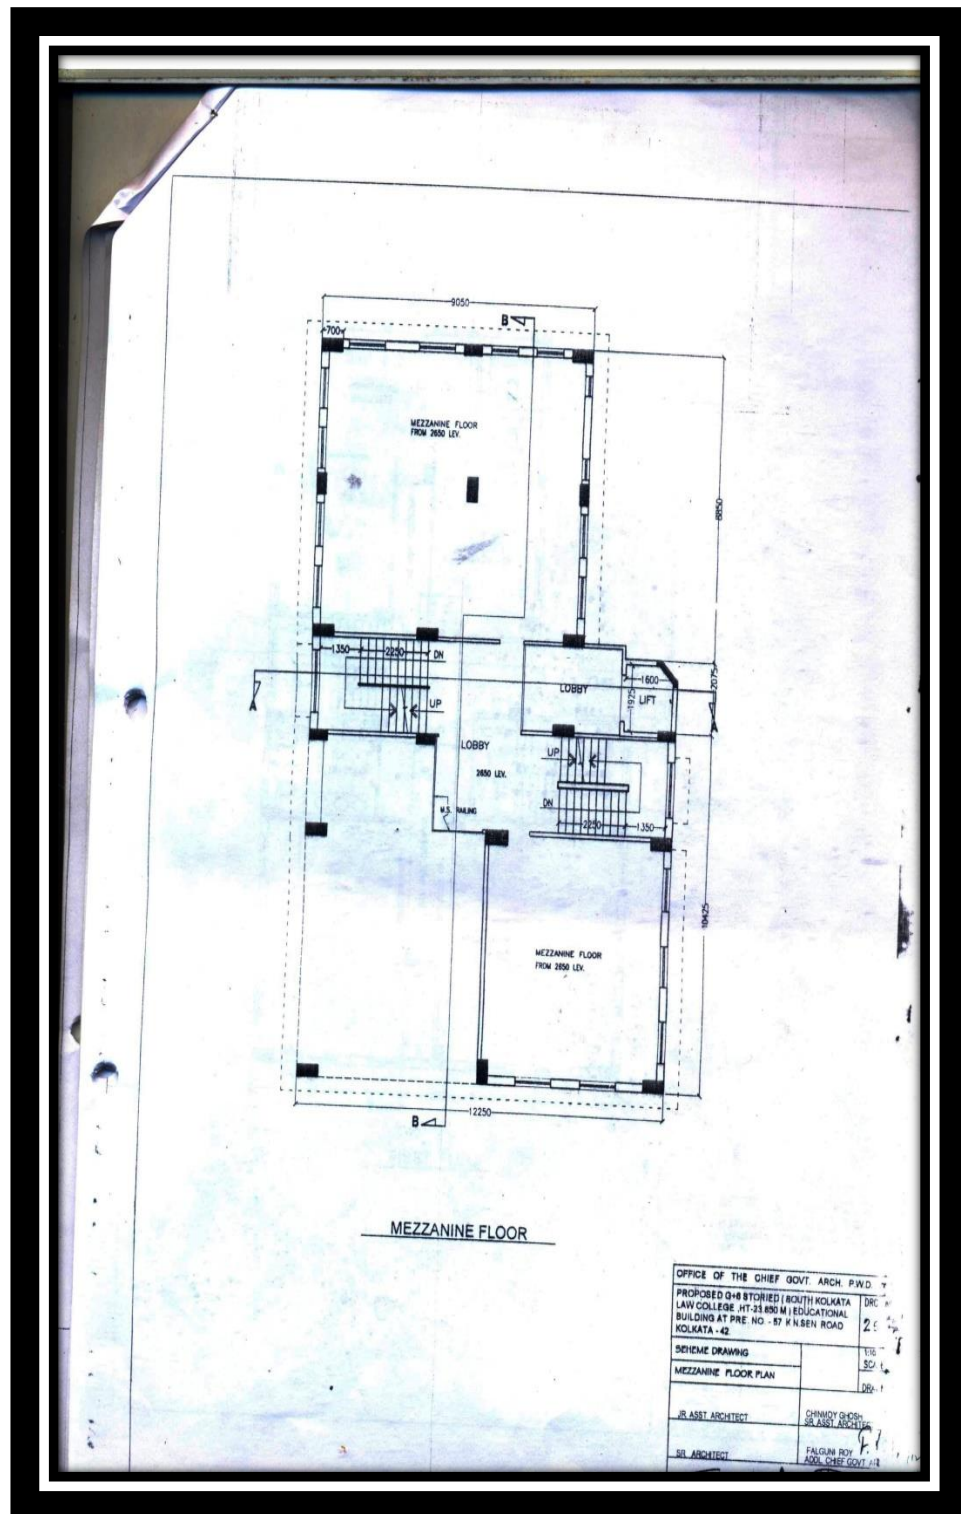 9050
B
700
MEZZANINE FLOOR
FROM 2650 LEV.
8850
1350
2250
DN
LOBBY
1600
LIFT
1925
2075
A
A
UP
LOBBY
2650 LEV.
UP
M.S. RAILING
DN
2250
1350
10425
MEZZANINE FLOOR
FROM 2650 LEV.
12250
B
MEZZANINE FLOOR
OFFICE OF THE CHIEF GOVT. ARCH. P.W.D.
PROPOSED G+6 STORIED ( SOUTH KOLKATA
LAW COLLEGE ,HT-23.650 M ) EDUCATIONAL
BUILDING AT PRE. NO. - 57 K.N.SEN ROAD
KOLKATA - 42
SEHEME DRAWING
MEZZANINE FLOOR PLAN
JR. ASST. ARCHITECT
CHINMOY GHOSH
SR. ASST. ARCHITEC
SR. ARCHITECT
FALGUNI ROY
ADDL. CHIEF GOVT